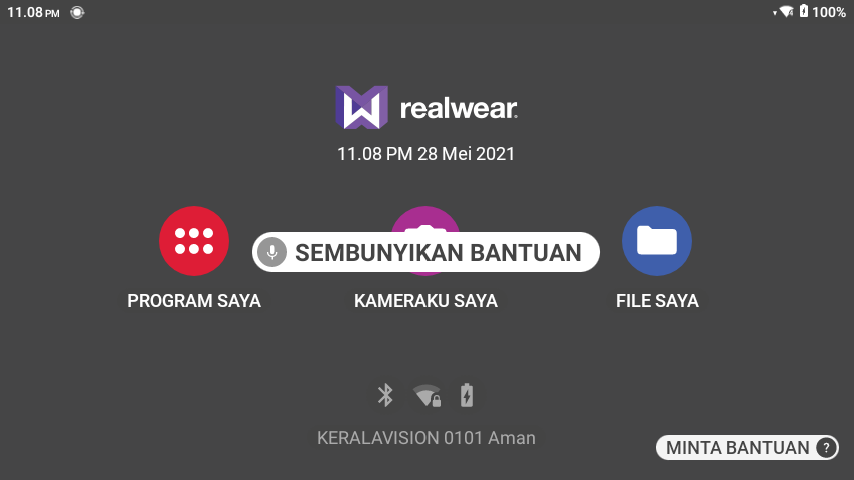 11.08 PM
100%
realwear
11.08 PM 28 Mei 2021
SEMBUNYIKAN BANTUAN
PROGRAM SAYA
KAMERAKU SAYA
FILE SAYA
KERALAVISION 0101 Aman
MINTA BANTUAN ?